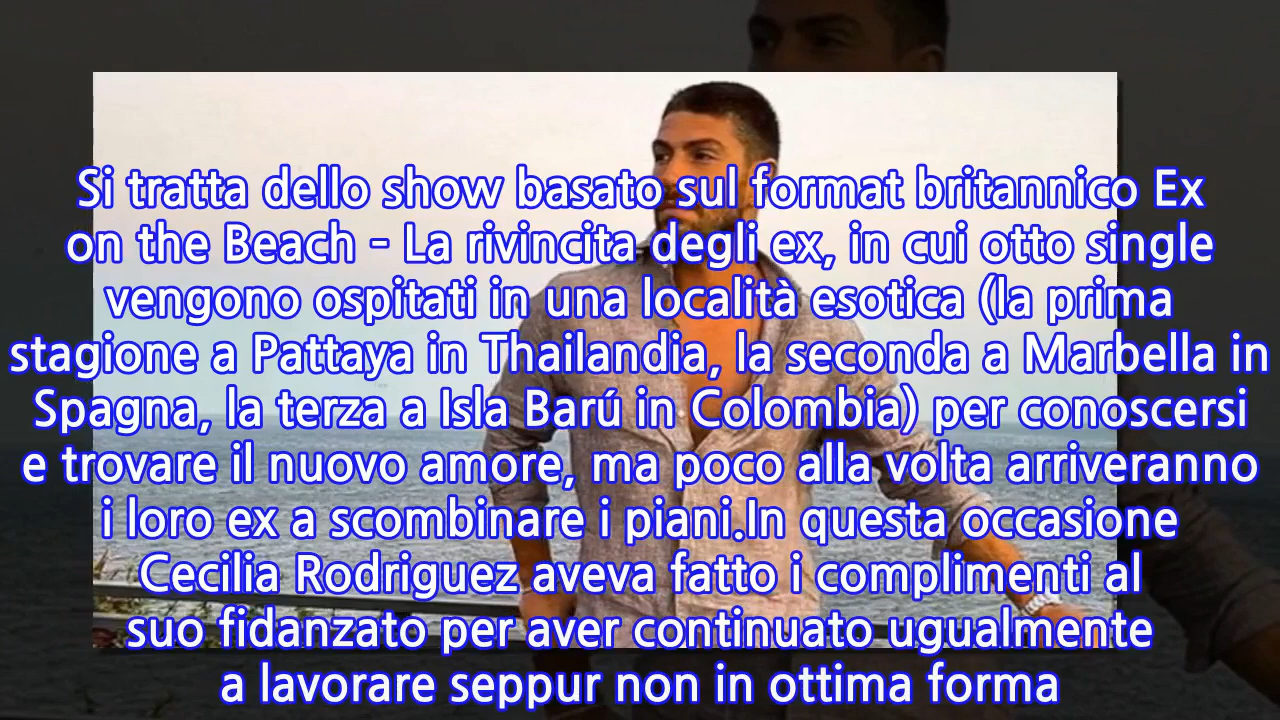 Si tratta dello show basato sul format britannico Ex
on the Beach - La rivincita degli ex, in cui otto single
vengono ospitati in una località esotica (la prima
stagione a Pattaya in Thailandia, la seconda a Marbella in
Spagna, la terza a Isla Barú in Colombia) per conoscersi
e trovare il nuovo amore, ma poco alla volta arriveranno
i loro ex a scombinare i piani.In questa occasione
Cecilia Rodriguez aveva fatto i complimenti al
suo fidanzato per aver continuato ugualmente
a lavorare seppur non in ottima forma